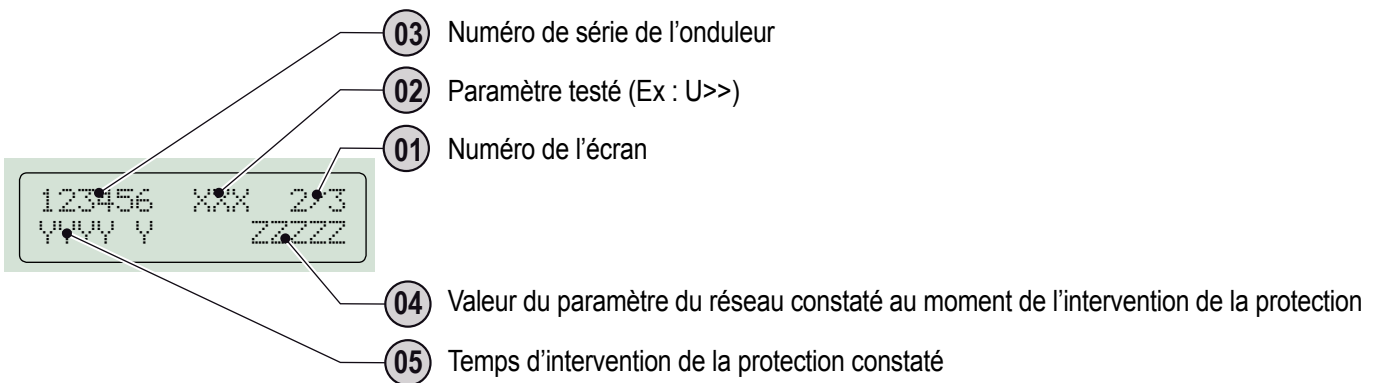 03 Numéro de série de l’onduleur
02 Paramètre testé (Ex : U>>)
01 Numéro de l’écran
123456 XXX 2/3
YYYY Y ZZZZZ
04 Valeur du paramètre du réseau constaté au moment de l’intervention de la protection
05 Temps d’intervention de la protection constaté